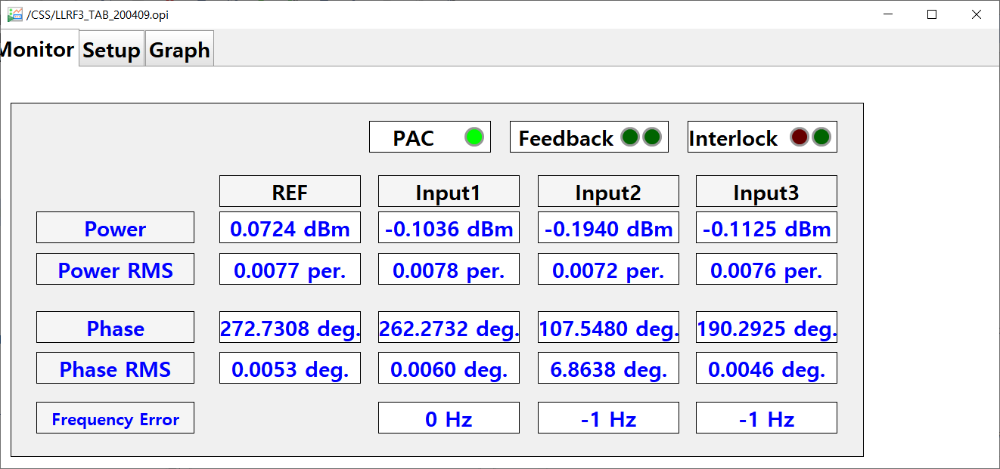 /CSS/LLRF3_TAB_200409.opi
Monitor Setup Graph
PAC Feedback Interlock
REF Input1 Input2 Input3
Power 0.0724 dBm -0.1036 dBm -0.1940 dBm -0.1125 dBm
Power RMS 0.0077 per. 0.0078 per. 0.0072 per. 0.0076 per.
Phase 272.7308 deg. 262.2732 deg. 107.5480 deg. 190.2925 deg.
Phase RMS 0.0053 deg. 0.0060 deg. 6.8638 deg. 0.0046 deg.
Frequency Error 0 Hz -1 Hz -1 Hz